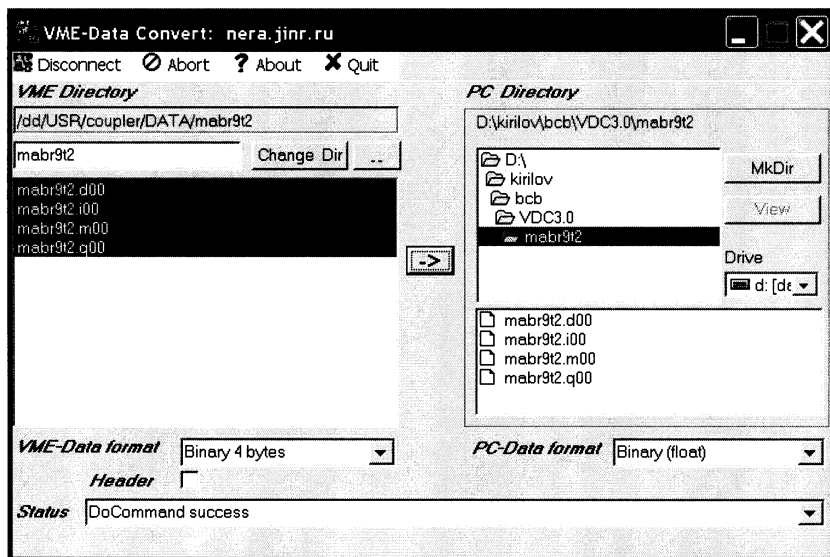 VME-Data Convert: nera.jinr.ru
Disconnect Abort ? About Quit
VME Directory
/dd/USR/coupler/DATA/mabr9t2
mabr9t2 Change Dir ..
mabr9t2.d00
mabr9t2.i00
mabr9t2.m00
mabr9t2.q00
->
PC Directory
D:\kirilov\bcb\VDC3.0\mabr9t2
D:\
kirilov
bcb
VDC3.0
mabr9t2
MkDir
View
Drive
d: [de
mabr9t2.d00
mabr9t2.i00
mabr9t2.m00
mabr9t2.q00
VME-Data format Binary 4 bytes
Header
PC-Data format Binary (float)
Status DoCommand success